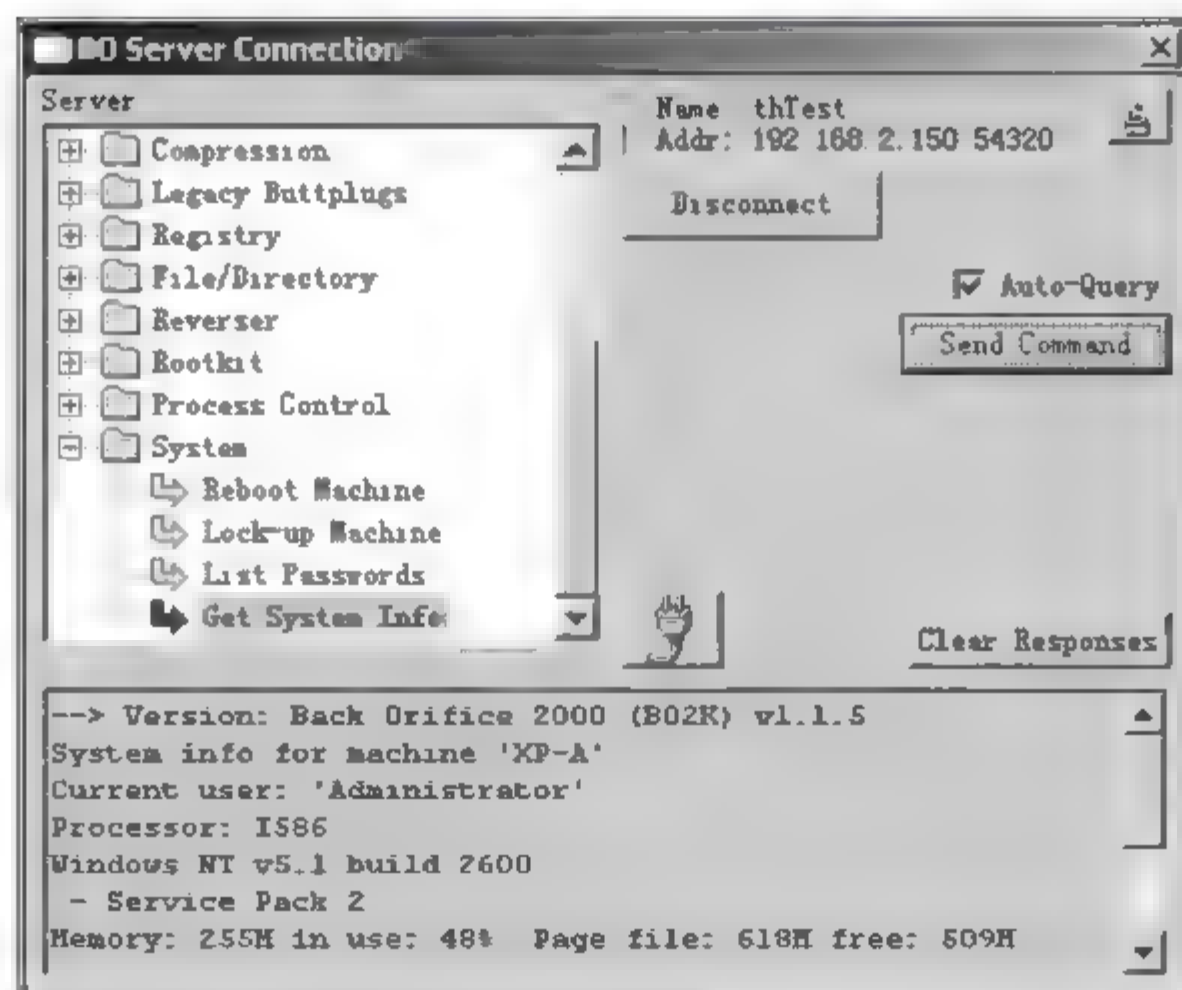 Server Connection
Server
Compression
Legacy Buttplugs
Registry
File/Directory
Reverser
Rootkit
Process Control
System
Reboot Machine
Lock-up Machine
List Passwords
Get System Info
Name thTest
Addr: 192 168 2.150 54320
Disconnect
Auto-Query
Send Command
Clear Responses
--> Version: Back Orifice 2000 (BO2K) v1.1.5
System info for machine 'XP-A'
Current user: 'Administrator'
Processor: I586
Windows NT v5.1 build 2600
- Service Pack 2
Memory: 255M in use: 48% Page file: 618M free: 509M